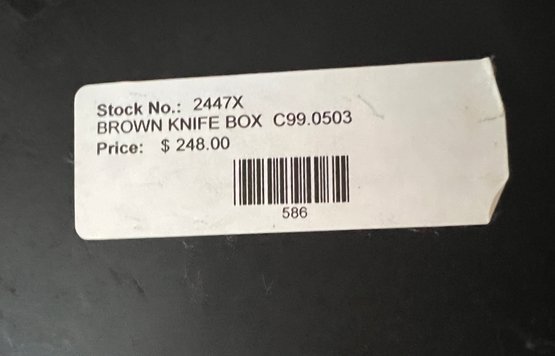 Stock No.: 2447X
BROWN KNIFE BOX C99.0503
Price: $ 248.00
586